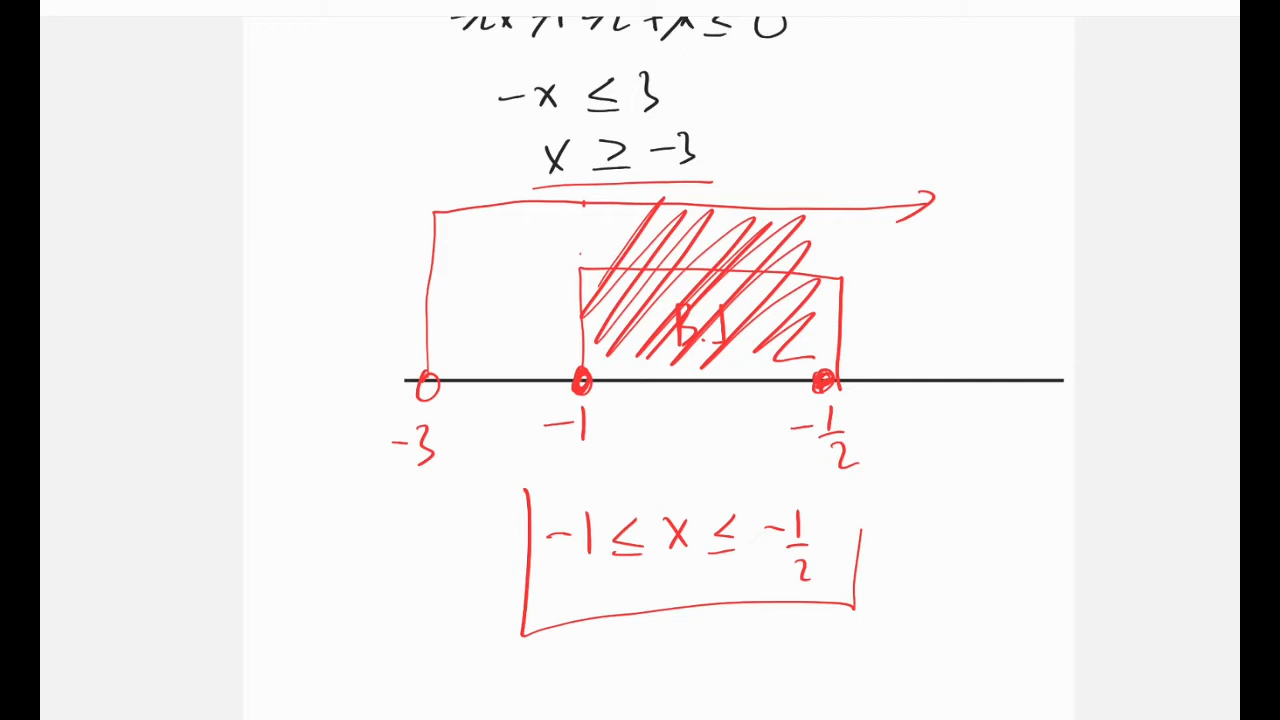 -x ≤ 3
x ≥ -3
B.J
-3 -1 -1/2
-1 ≤ x ≤ -1/2